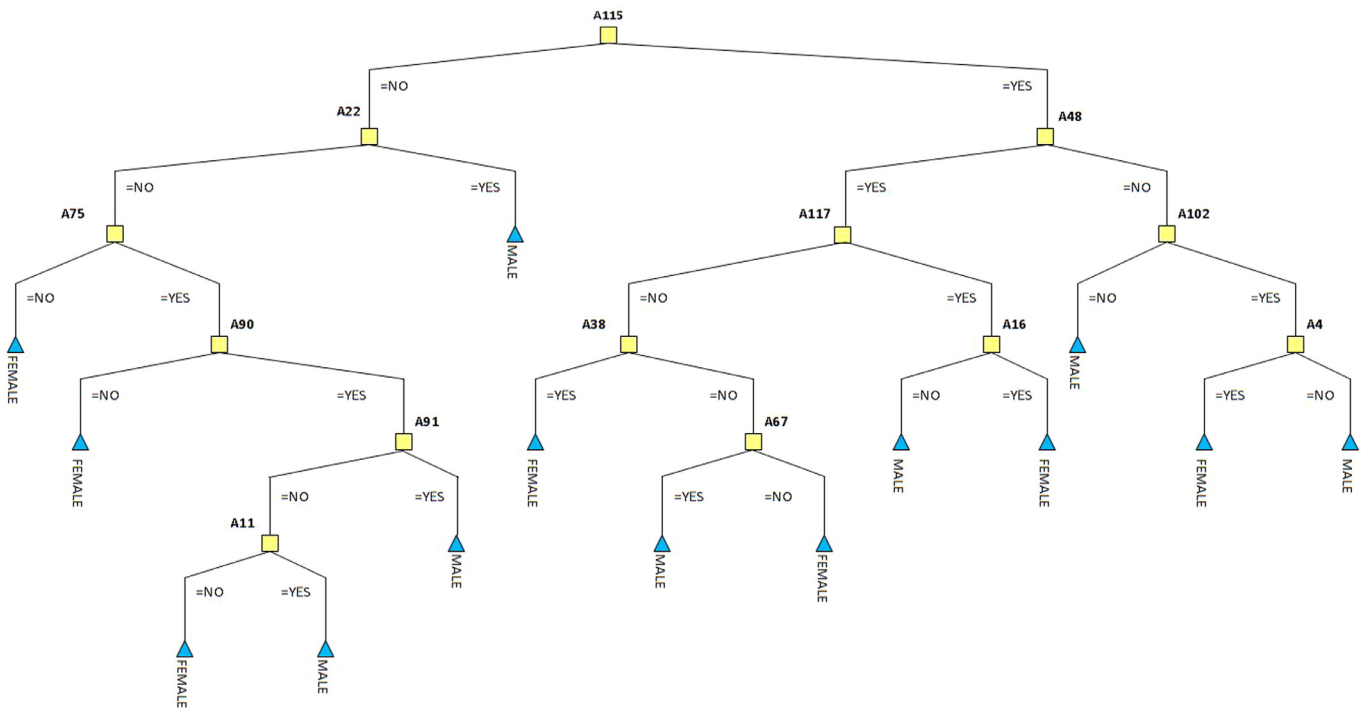 A115
=NO
=YES
A22
A48
=NO
=YES
=YES
=NO
A75
A117
A102
MALE
=NO
=YES
=NO
=YES
=NO
=YES
A90
A38
A16
A4
FEMALE
MALE
=NO
=YES
=YES
=NO
=NO
=YES
=YES
=NO
A91
A67
FEMALE
FEMALE
MALE
FEMALE
FEMALE
MALE
=NO
=YES
=YES
=NO
A11
MALE
MALE
FEMALE
=NO
=YES
FEMALE
MALE